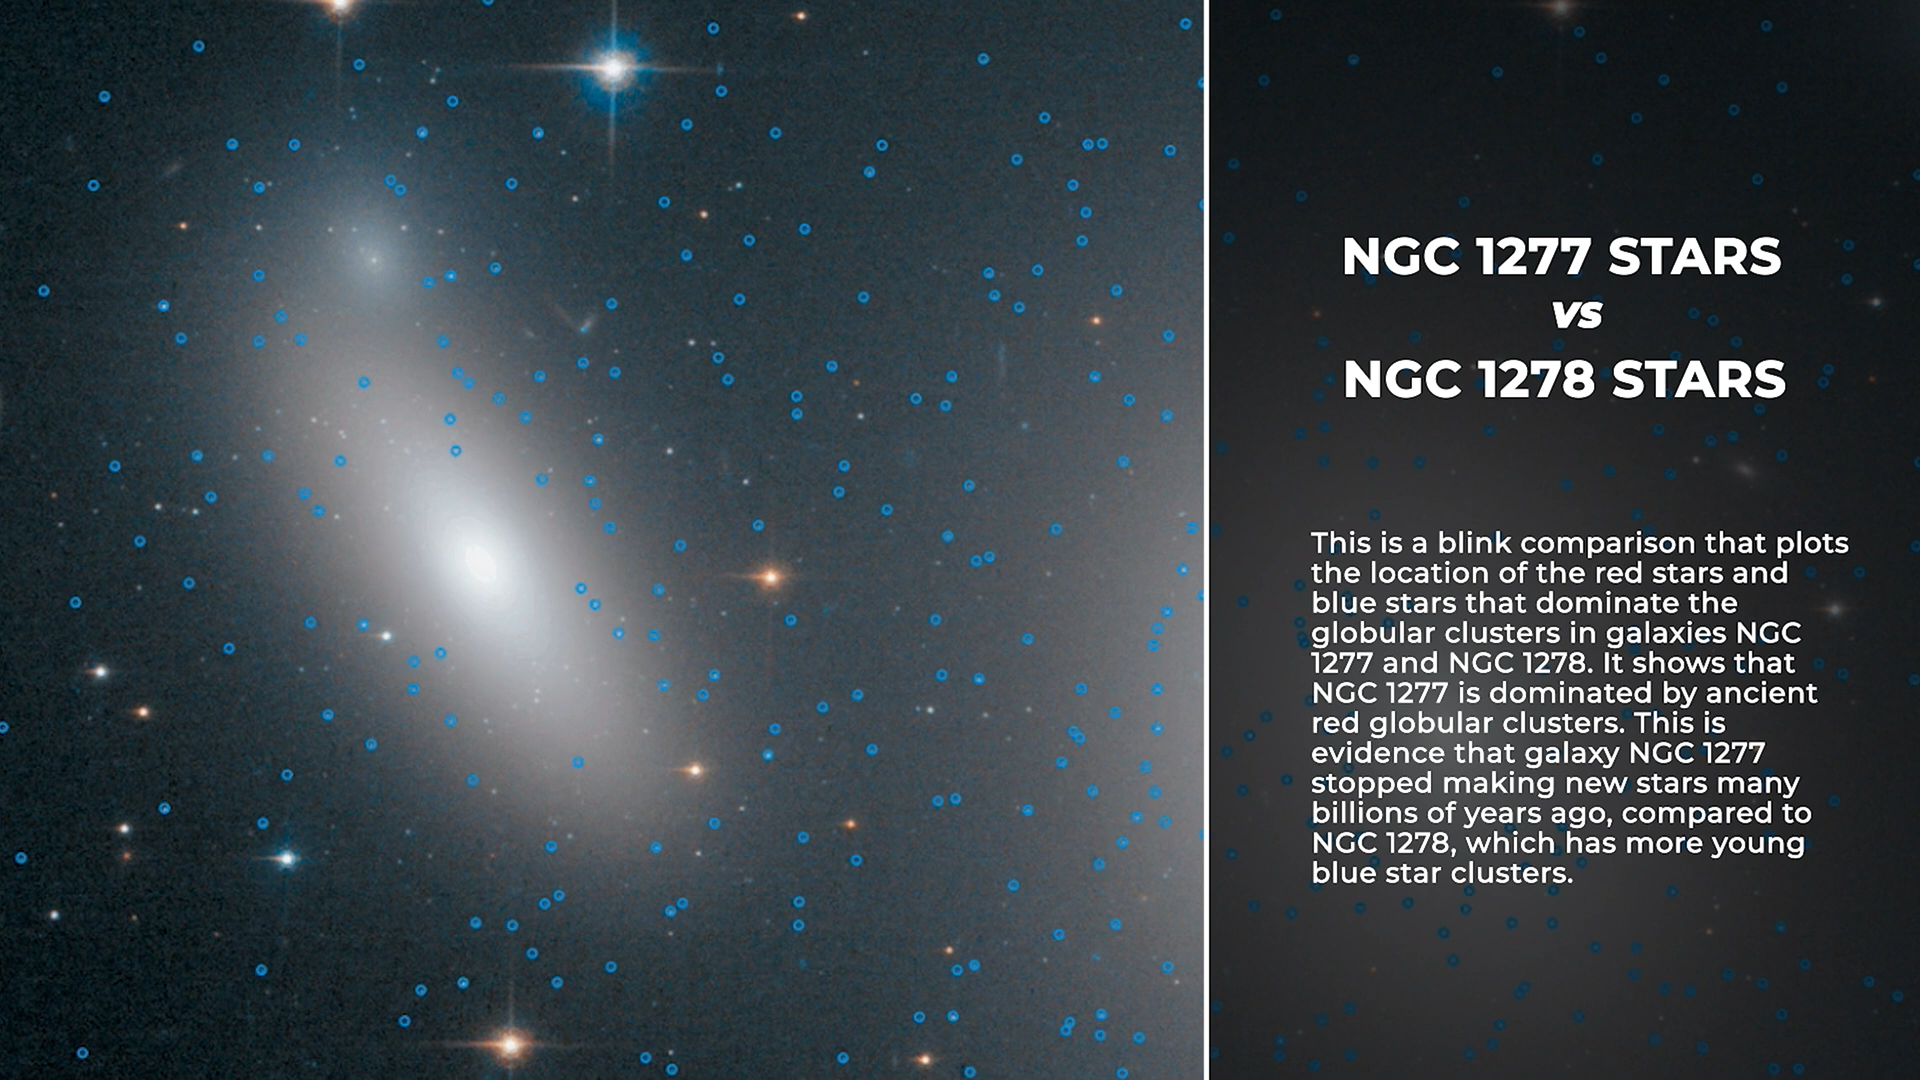 NGC 1277 STARS
vs
NGC 1278 STARS
This is a blink comparison that plots
the location of the red stars and
blue stars that dominate the
globular clusters in galaxies NGC
1277 and NGC 1278. It shows that
NGC 1277 is dominated by ancient
red globular clusters. This is
evidence that galaxy NGC 1277
stopped making new stars many
billions of years ago, compared to
NGC 1278, which has more young
blue star clusters.